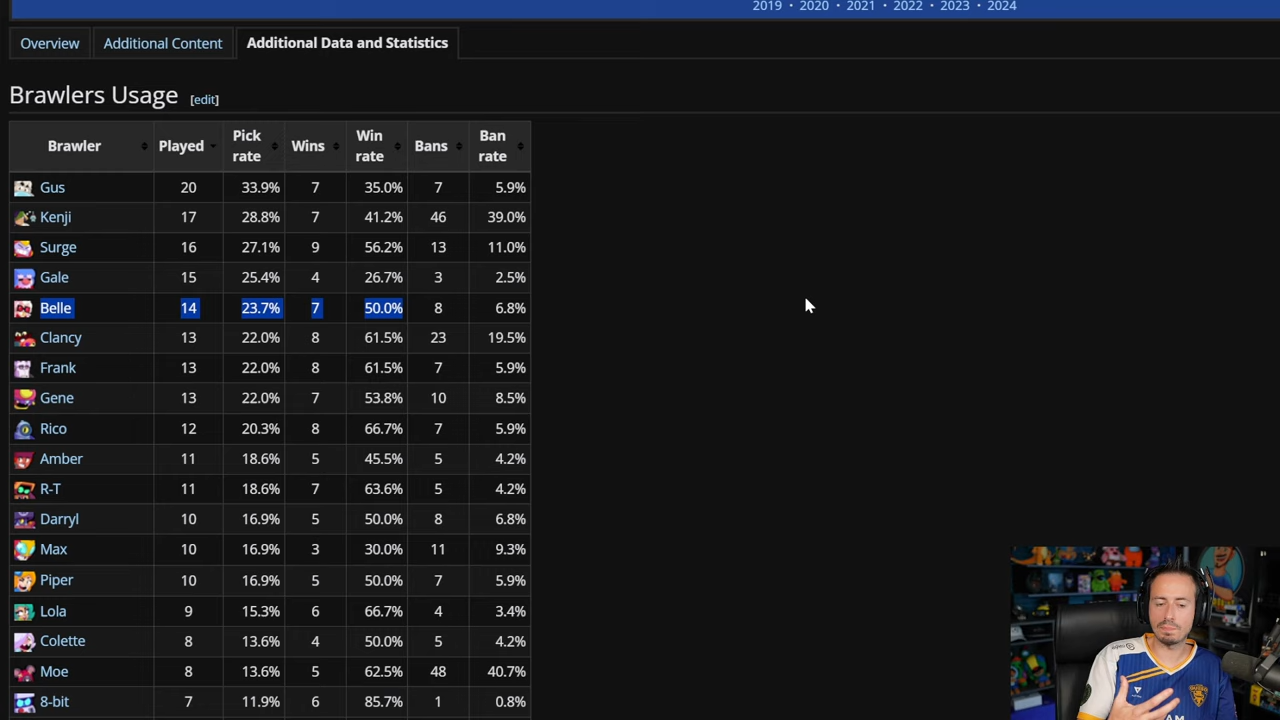 2019 • 2020 • 2021 • 2022 • 2023 • 2024
Overview Additional Content Additional Data and Statistics
Brawlers Usage [edit]
Brawler Played Pick rate Wins Win rate Bans Ban rate
Gus 20 33.9% 7 35.0% 7 5.9%
Kenji 17 28.8% 7 41.2% 46 39.0%
Surge 16 27.1% 9 56.2% 13 11.0%
Gale 15 25.4% 4 26.7% 3 2.5%
Belle 14 23.7% 7 50.0% 8 6.8%
Clancy 13 22.0% 8 61.5% 23 19.5%
Frank 13 22.0% 8 61.5% 7 5.9%
Gene 13 22.0% 7 53.8% 10 8.5%
Rico 12 20.3% 8 66.7% 7 5.9%
Amber 11 18.6% 5 45.5% 5 4.2%
R-T 11 18.6% 7 63.6% 5 4.2%
Darryl 10 16.9% 5 50.0% 8 6.8%
Max 10 16.9% 3 30.0% 11 9.3%
Piper 10 16.9% 5 50.0% 7 5.9%
Lola 9 15.3% 6 66.7% 4 3.4%
Colette 8 13.6% 4 50.0% 5 4.2%
Moe 8 13.6% 5 62.5% 48 40.7%
8-bit 7 11.9% 6 85.7% 1 0.8%